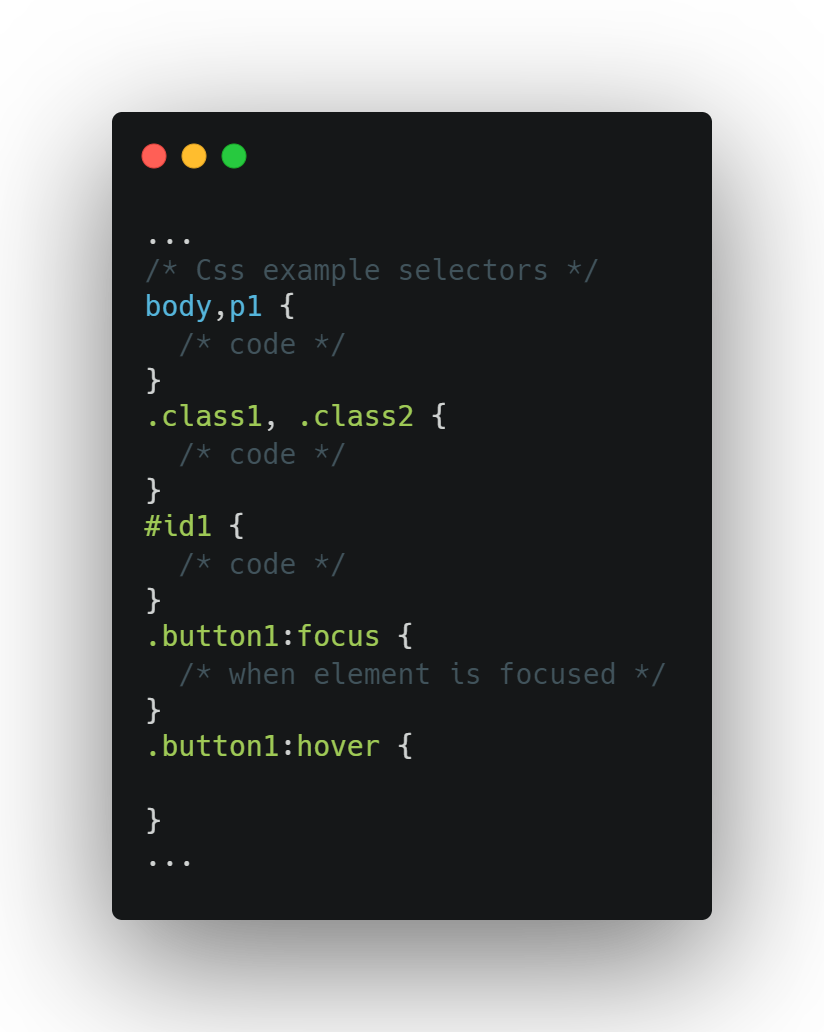 ...
/* Css example selectors */
body,p1 {
  /* code */
}
.class1, .class2 {
  /* code */
}
#id1 {
  /* code */
}
.button1:focus {
  /* when element is focused */
}
.button1:hover {

}
...